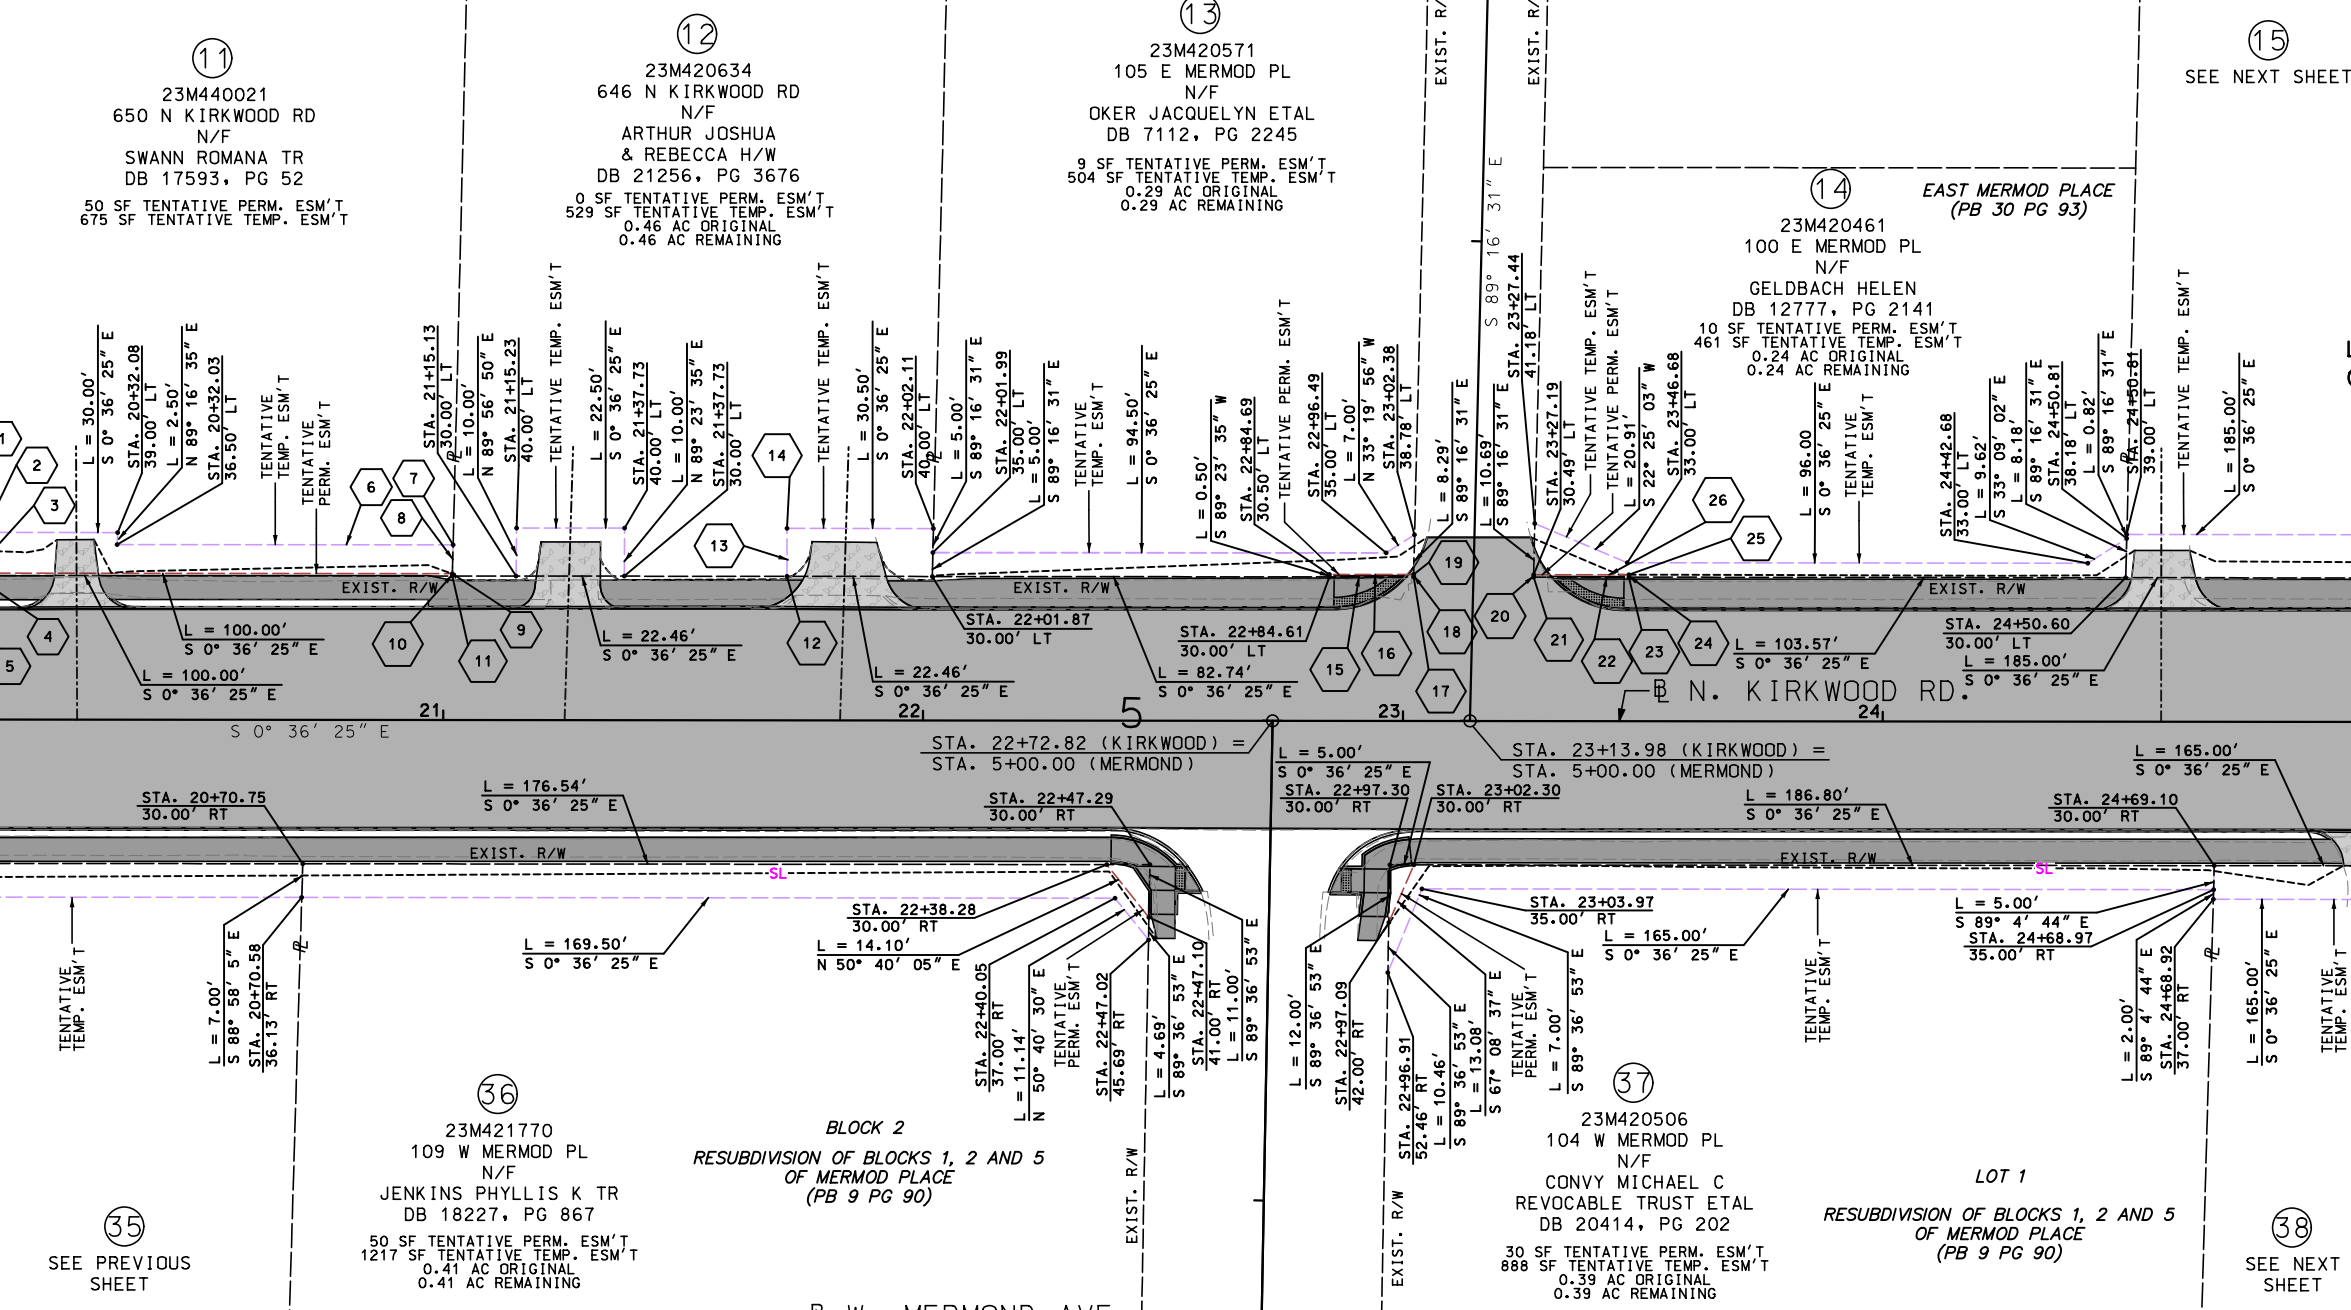 11
23M440021
650 N KIRKWOOD RD
N/F
SWANN ROMANA TR
DB 17593, PG 52
50 SF TENTATIVE PERM. ESM'T
675 SF TENTATIVE TEMP. ESM'T
12
23M420634
646 N KIRKWOOD RD
N/F
ARTHUR JOSHUA
& REBECCA H/W
DB 21256, PG 3676
0 SF TENTATIVE PERM. ESM'T
529 SF TENTATIVE TEMP. ESM'T
0.46 AC ORIGINAL
0.46 AC REMAINING
13
23M420571
105 E MERMOD PL
N/F
OKER JACQUELYN ETAL
DB 7112, PG 2245
9 SF TENTATIVE PERM. ESM'T
504 SF TENTATIVE TEMP. ESM'T
0.29 AC ORIGINAL
0.29 AC REMAINING
EXIST. R/
EXIST. R/
S 89° 16' 31" E
14
23M420461
100 E MERMOD PL
N/F
GELDBACH HELEN
DB 12777, PG 2141
10 SF TENTATIVE PERM. ESM'T
461 SF TENTATIVE TEMP. ESM'T
0.24 AC ORIGINAL
0.24 AC REMAINING
EAST MERMOD PLACE
(PB 30 PG 93)
15
SEE NEXT SHEET
L = 30.00'
S 0° 36' 25" E
STA. 20+32.08
39.00' LT
L = 2.50'
N 89° 16' 35" E
STA. 20+32.03
36.50' LT
TENTATIVE
TEMP. ESM'T
TENTATIVE
PERM. ESM'T
STA. 21+15.13
30.00' LT
L = 10.00'
N 89° 56' 50" E
STA. 21+15.23
40.00' LT
TENTATIVE TEMP. ESM'T
L = 22.50'
S 0° 36' 25" E
STA. 21+37.73
40.00' LT
L = 10.00'
N 89° 23' 35" E
STA. 21+37.73
30.00' LT
TENTATIVE TEMP. ESM'T
L = 30.50'
S 0° 36' 25" E
STA. 22+02.11
40.00' LT
L = 5.00'
S 89° 16' 31" E
STA. 22+01.99
35.00' LT
L = 5.00'
S 89° 16' 31" E
TENTATIVE
TEMP. ESM'T
L = 94.50'
S 0° 36' 25" E
L = 0.50'
S 89° 23' 35" W
STA. 22+84.69
30.50' LT
TENTATIVE PERM. ESM'T
STA. 22+96.49
35.00' LT
L = 7.00'
N 33° 19' 56" W
STA. 23+02.38
38.78' LT
L = 8.29'
S 89° 16' 31" E
L = 10.69'
S 89° 16' 31" E
STA. 23+27.44
41.18' LT
STA. 23+27.19
30.49' LT
TENTATIVE TEMP. ESM'T
TENTATIVE PERM. ESM'T
L = 20.91'
S 22° 25' 03" W
STA. 23+46.68
33.00' LT
L = 96.00
S 0° 36' 25" E
TENTATIVE
TEMP. ESM'T
STA. 24+42.68
33.00' LT
L = 9.62'
S 33° 09' 02" E
L = 8.18'
S 89° 16' 31" E
STA. 24+50.81
38.18' LT
L = 0.82'
S 89° 16' 31" E
STA. 24+50.81
39.00' LT
TENTATIVE TEMP. ESM'T
L = 185.00'
S 0° 36' 25" E
1
2
3
4
5
6
7
8
9
10
11
12
13
14
15
16
17
18
19
20
21
22
23
24
25
26
EXIST. R/W
EXIST. R/W
EXIST. R/W
L = 100.00'
S 0° 36' 25" E
L = 100.00'
S 0° 36' 25" E
L = 22.46'
S 0° 36' 25" E
L = 22.46'
S 0° 36' 25" E
STA. 22+01.87
30.00' LT
L = 82.74'
S 0° 36' 25" E
STA. 22+84.61
30.00' LT
L = 103.57'
S 0° 36' 25" E
STA. 24+50.60
30.00' LT
L = 185.00'
S 0° 36' 25" E
BL N. KIRKWOOD RD.
21
22
5
23
24
S 0° 36' 25" E
STA. 22+72.82 (KIRKWOOD) =
STA. 5+00.00 (MERMOND)
STA. 23+13.98 (KIRKWOOD) =
STA. 5+00.00 (MERMOND)
STA. 20+70.75
30.00' RT
L = 176.54'
S 0° 36' 25" E
STA. 22+47.29
30.00' RT
L = 5.00'
S 0° 36' 25" E
STA. 22+97.30
30.00' RT
STA. 23+02.30
30.00' RT
L = 186.80'
S 0° 36' 25" E
STA. 24+69.10
30.00' RT
L = 165.00'
S 0° 36' 25" E
EXIST. R/W
EXIST. R/W
SL
SL
TENTATIVE
TEMP. ESM'T
L = 7.00'
S 88° 58' 5" E
STA. 20+70.58
36.13' RT
PL
L = 169.50'
S 0° 36' 25" E
STA. 22+38.28
30.00' RT
L = 14.10'
N 50° 40' 05" E
STA. 22+40.05
37.00' RT
L = 11.14'
N 50° 40' 30" E
TENTATIVE
PERM. ESM'T
STA. 22+47.02
45.69' RT
L = 4.69'
S 89° 36' 53" E
STA. 22+47.10
41.00' RT
L = 11.00'
S 89° 36' 53" E
L = 12.00'
S 89° 36' 53" E
STA. 22+97.09
42.00' RT
STA. 22+96.91
52.46' RT
L = 10.46'
S 89° 36' 53" E
L = 13.08'
S 67° 08' 37" E
TENTATIVE
PERM. ESM'T
L = 7.00'
S 89° 36' 53" E
STA. 23+03.97
35.00' RT
L = 165.00'
S 0° 36' 25" E
TENTATIVE
TEMP. ESM'T
L = 5.00'
S 89° 4' 44" E
STA. 24+68.97
35.00' RT
L = 2.00'
S 89° 4' 44" E
STA. 24+68.92
37.00' RT
PL
L = 165.00'
S 0° 36' 25" E
TENTATIVE
TEMP. ESM'T
35
SEE PREVIOUS
SHEET
36
23M421770
109 W MERMOD PL
N/F
JENKINS PHYLLIS K TR
DB 18227, PG 867
50 SF TENTATIVE PERM. ESM'T
1217 SF TENTATIVE TEMP. ESM'T
0.41 AC ORIGINAL
0.41 AC REMAINING
BLOCK 2
RESUBDIVISION OF BLOCKS 1, 2 AND 5
OF MERMOD PLACE
(PB 9 PG 90)
EXIST. R/W
EXIST. R/W
37
23M420506
104 W MERMOD PL
N/F
CONVY MICHAEL C
REVOCABLE TRUST ETAL
DB 20414, PG 202
30 SF TENTATIVE PERM. ESM'T
888 SF TENTATIVE TEMP. ESM'T
0.39 AC ORIGINAL
0.39 AC REMAINING
LOT 1
RESUBDIVISION OF BLOCKS 1, 2 AND 5
OF MERMOD PLACE
(PB 9 PG 90)
38
SEE NEXT
SHEET
W. MERMOND AVE